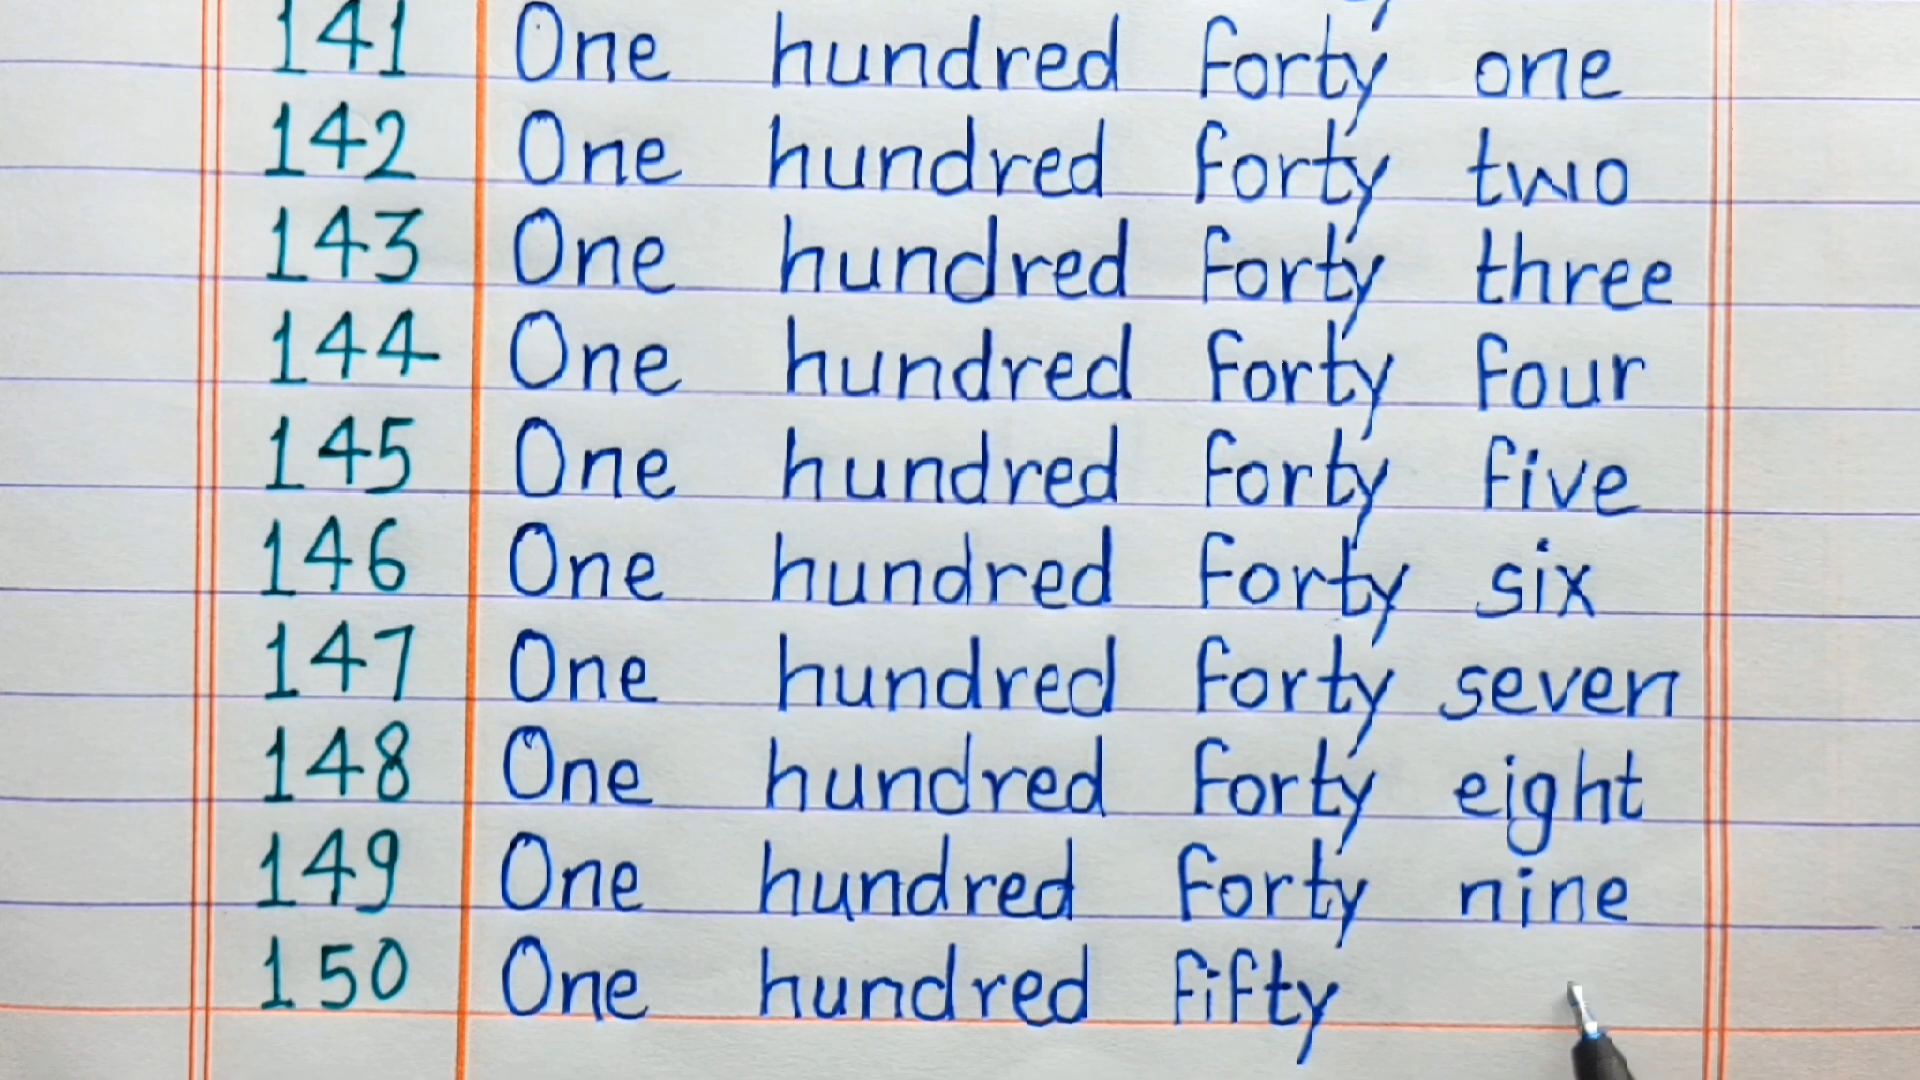 141 One hundred forty one
142 One hundred forty two
143 One hundred forty three
144 One hundred forty four
145 One hundred forty five
146 One hundred forty six
147 One hundred forty seven
148 One hundred forty eight
149 One hundred forty nine
150 One hundred fifty